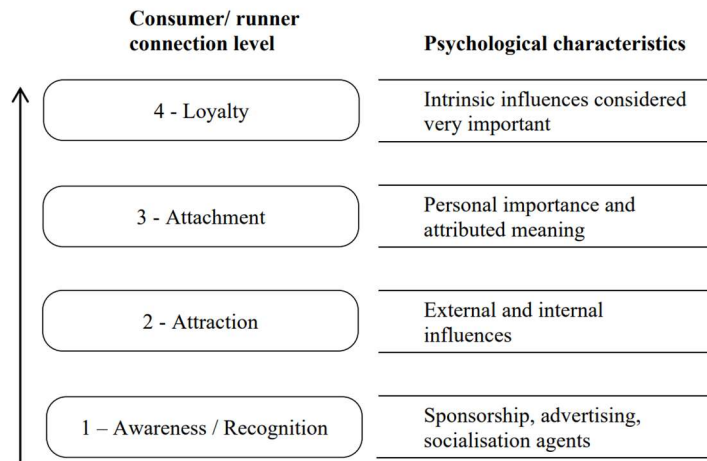 Consumer/ runner
connection level
Psychological characteristics
4 - Loyalty
Intrinsic influences considered
very important
3 - Attachment
Personal importance and
attributed meaning
2 - Attraction
External and internal
influences
1 – Awareness / Recognition
Sponsorship, advertising,
socialisation agents